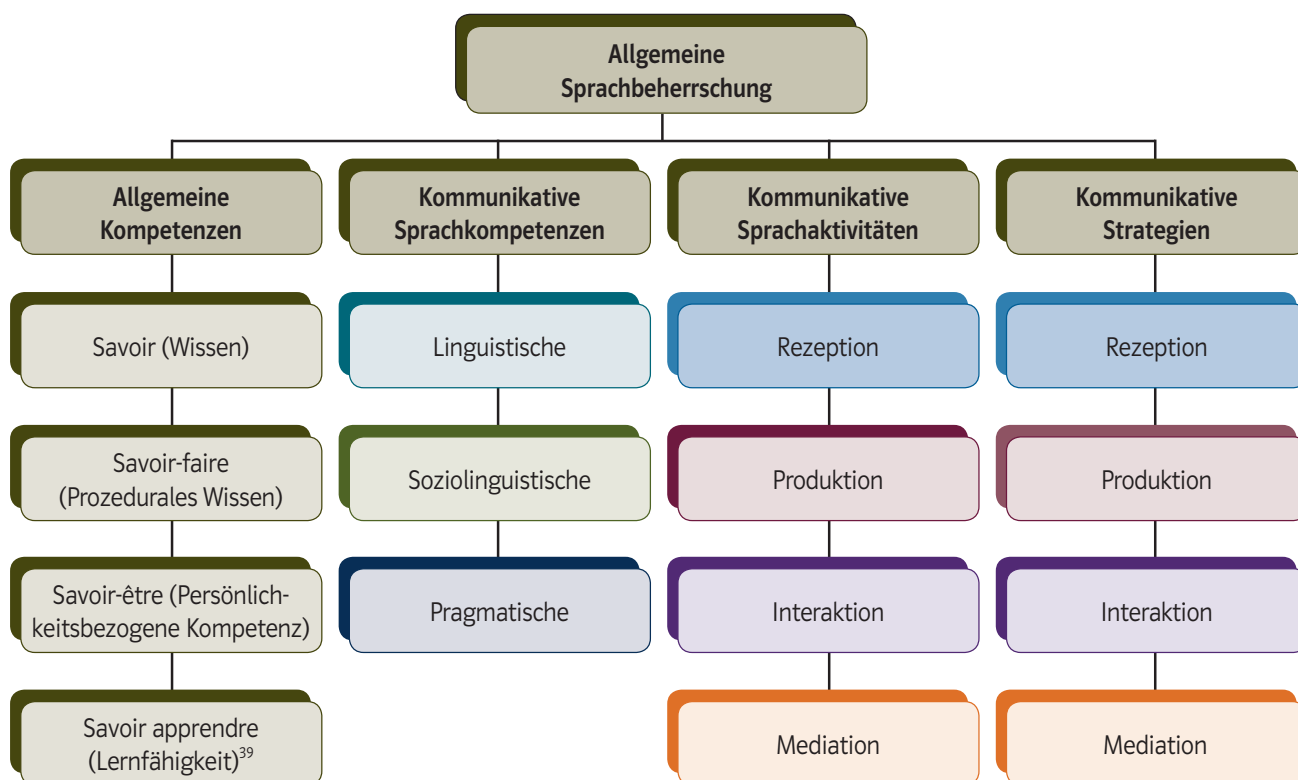 Allgemeine
Sprachbeherrschung
Allgemeine
Kompetenzen
Kommunikative
Sprachkompetenzen
Kommunikative
Sprachaktivitäten
Kommunikative
Strategien
Savoir (Wissen)
Linguistische
Rezeption
Rezeption
Savoir-faire
(Prozedurales Wissen)
Soziolinguistische
Produktion
Produktion
Savoir-être (Persönlich-
keitsbezogene Kompetenz)
Pragmatische
Interaktion
Interaktion
Savoir apprendre
(Lernfähigkeit)³⁹
Mediation
Mediation